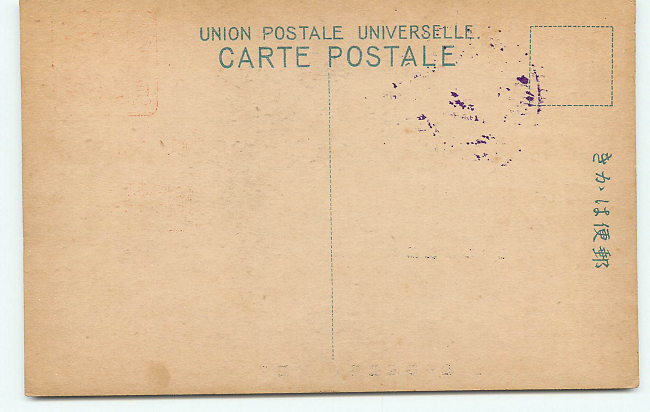 UNION POSTALE UNIVERSELLE.
CARTE POSTALE
きかは便郵